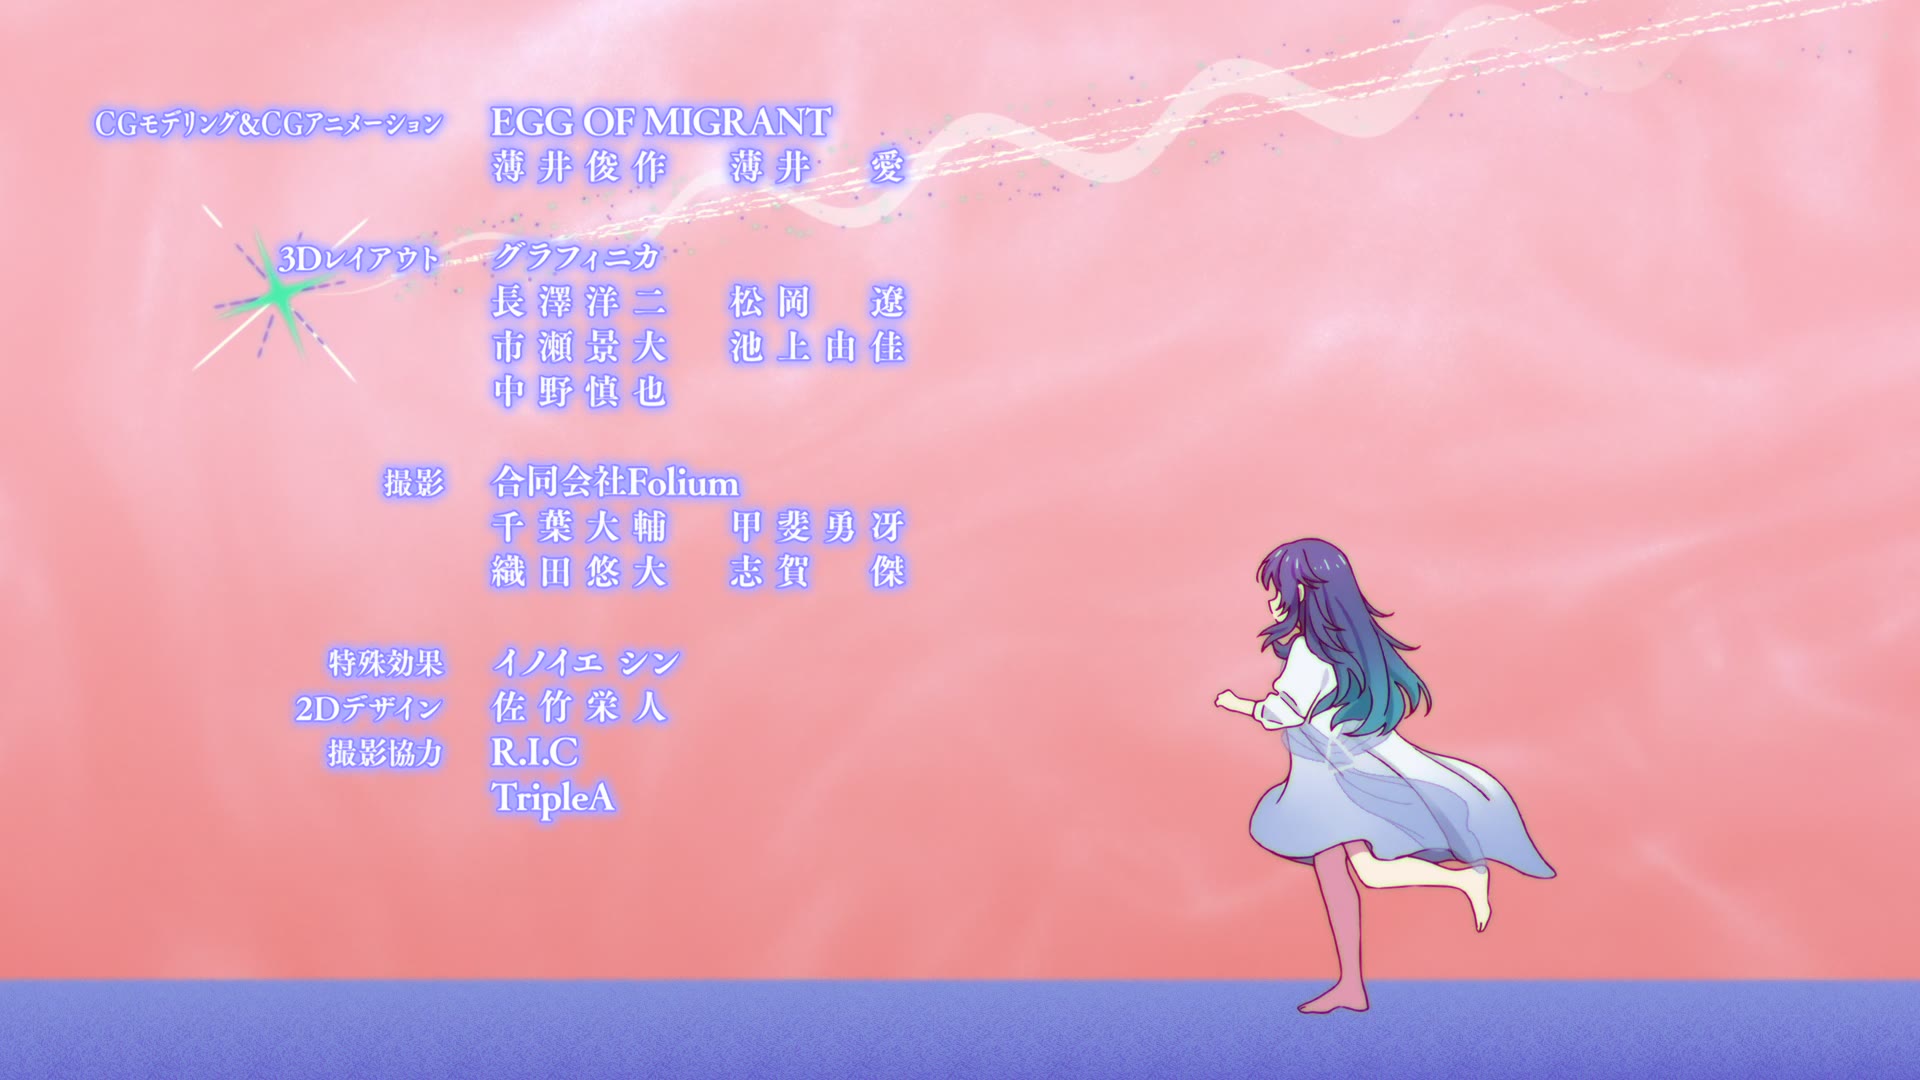 CGモデリング&CGアニメーション EGG OF MIGRANT
薄井俊作 薄井 愛
3Dレイアウト グラフィニカ
長澤洋二 松岡 遼
市瀬景大 池上由佳
中野慎也
撮影 合同会社Folium
千葉大輔 甲斐勇冴
織田悠大 志賀 傑
特殊効果 イノイエ シン
2Dデザイン 佐竹栄人
撮影協力 R.I.C
TripleA